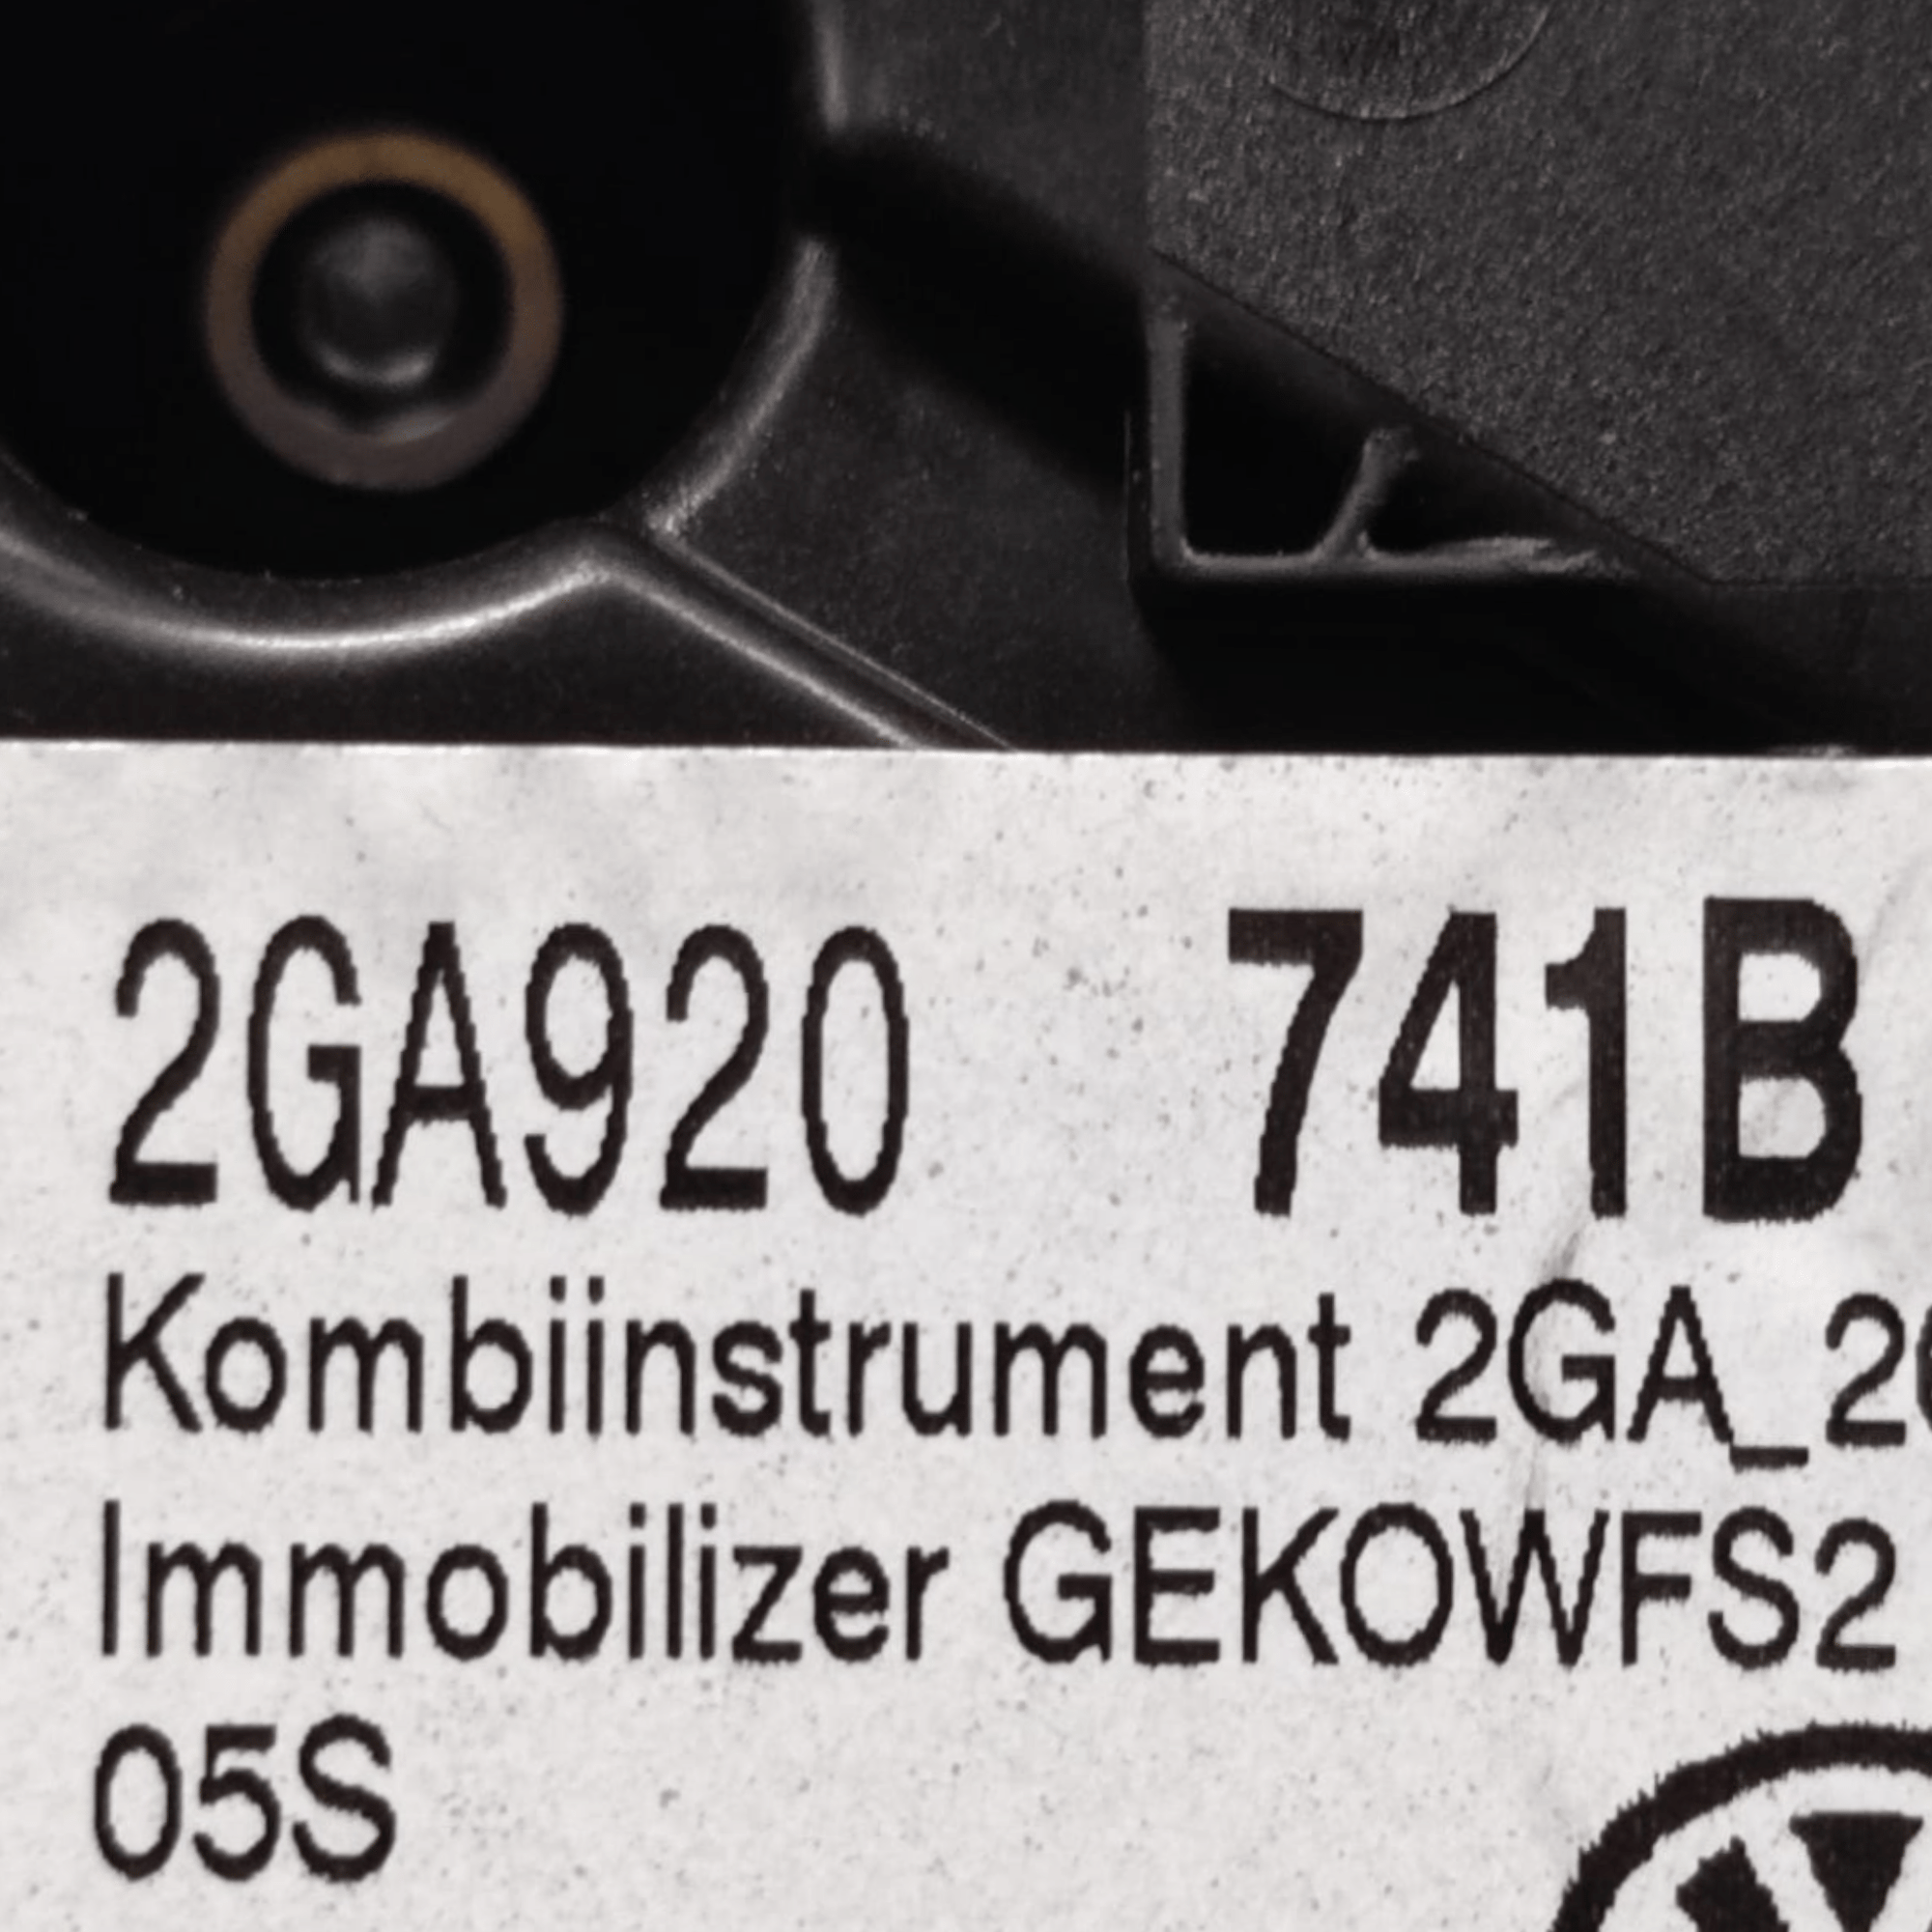 2GA920 741B
Kombiinstrument 2GA_2
Immobilizer GEKOWFS2
05S